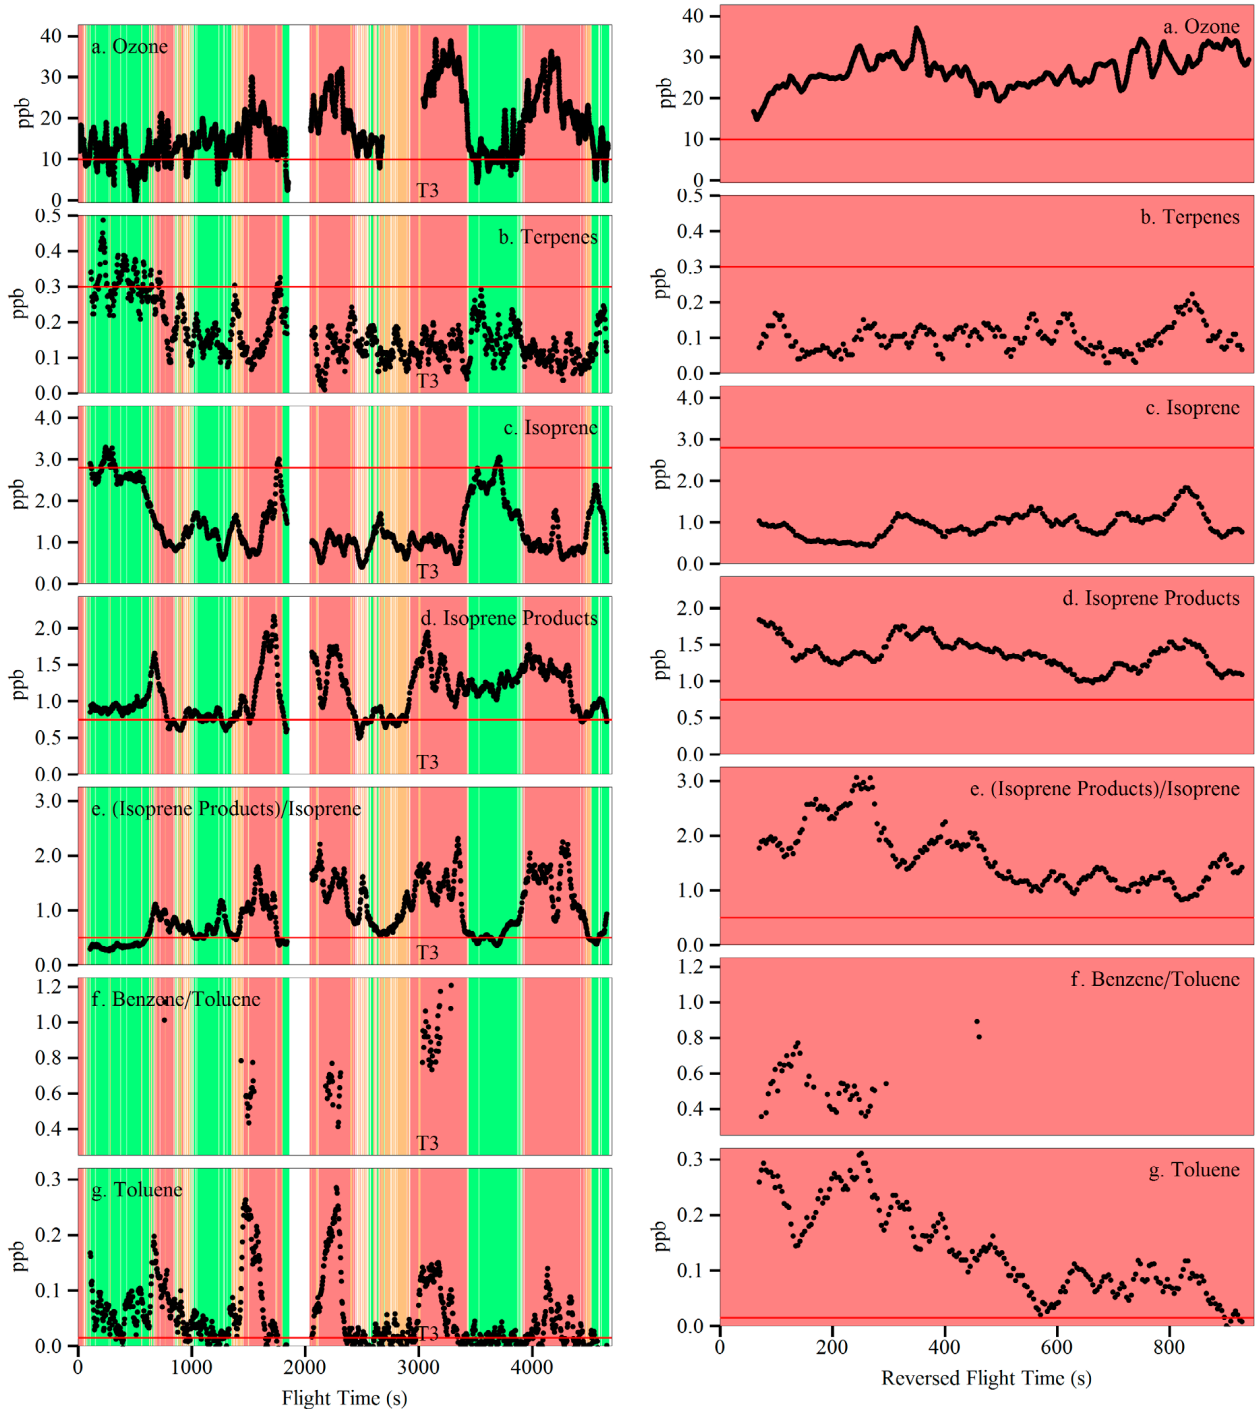 a. Ozone
ppb
40
30
20
10
0
T3
b. Terpenes
ppb
0.5
0.4
0.3
0.2
0.1
0.0
T3
c. Isoprene
ppb
4.0
3.0
2.0
1.0
0.0
T3
d. Isoprene Products
ppb
2.0
1.5
1.0
0.5
0.0
T3
e. (Isoprene Products)/Isoprene
3.0
2.0
1.0
0.0
T3
f. Benzene/Toluene
1.2
1.0
0.8
0.6
0.4
T3
g. Toluene
ppb
0.3
0.2
0.1
0.0
T3
0 1000 2000 3000 4000
Flight Time (s)
a. Ozone
ppb
40
30
20
10
0
b. Terpenes
ppb
0.5
0.4
0.3
0.2
0.1
0.0
c. Isoprene
ppb
4.0
3.0
2.0
1.0
0.0
d. Isoprene Products
ppb
2.0
1.5
1.0
0.5
0.0
e. (Isoprene Products)/Isoprene
3.0
2.0
1.0
0.0
f. Benzene/Toluene
1.2
1.0
0.8
0.6
0.4
g. Toluene
ppb
0.3
0.2
0.1
0.0
0 200 400 600 800
Reversed Flight Time (s)